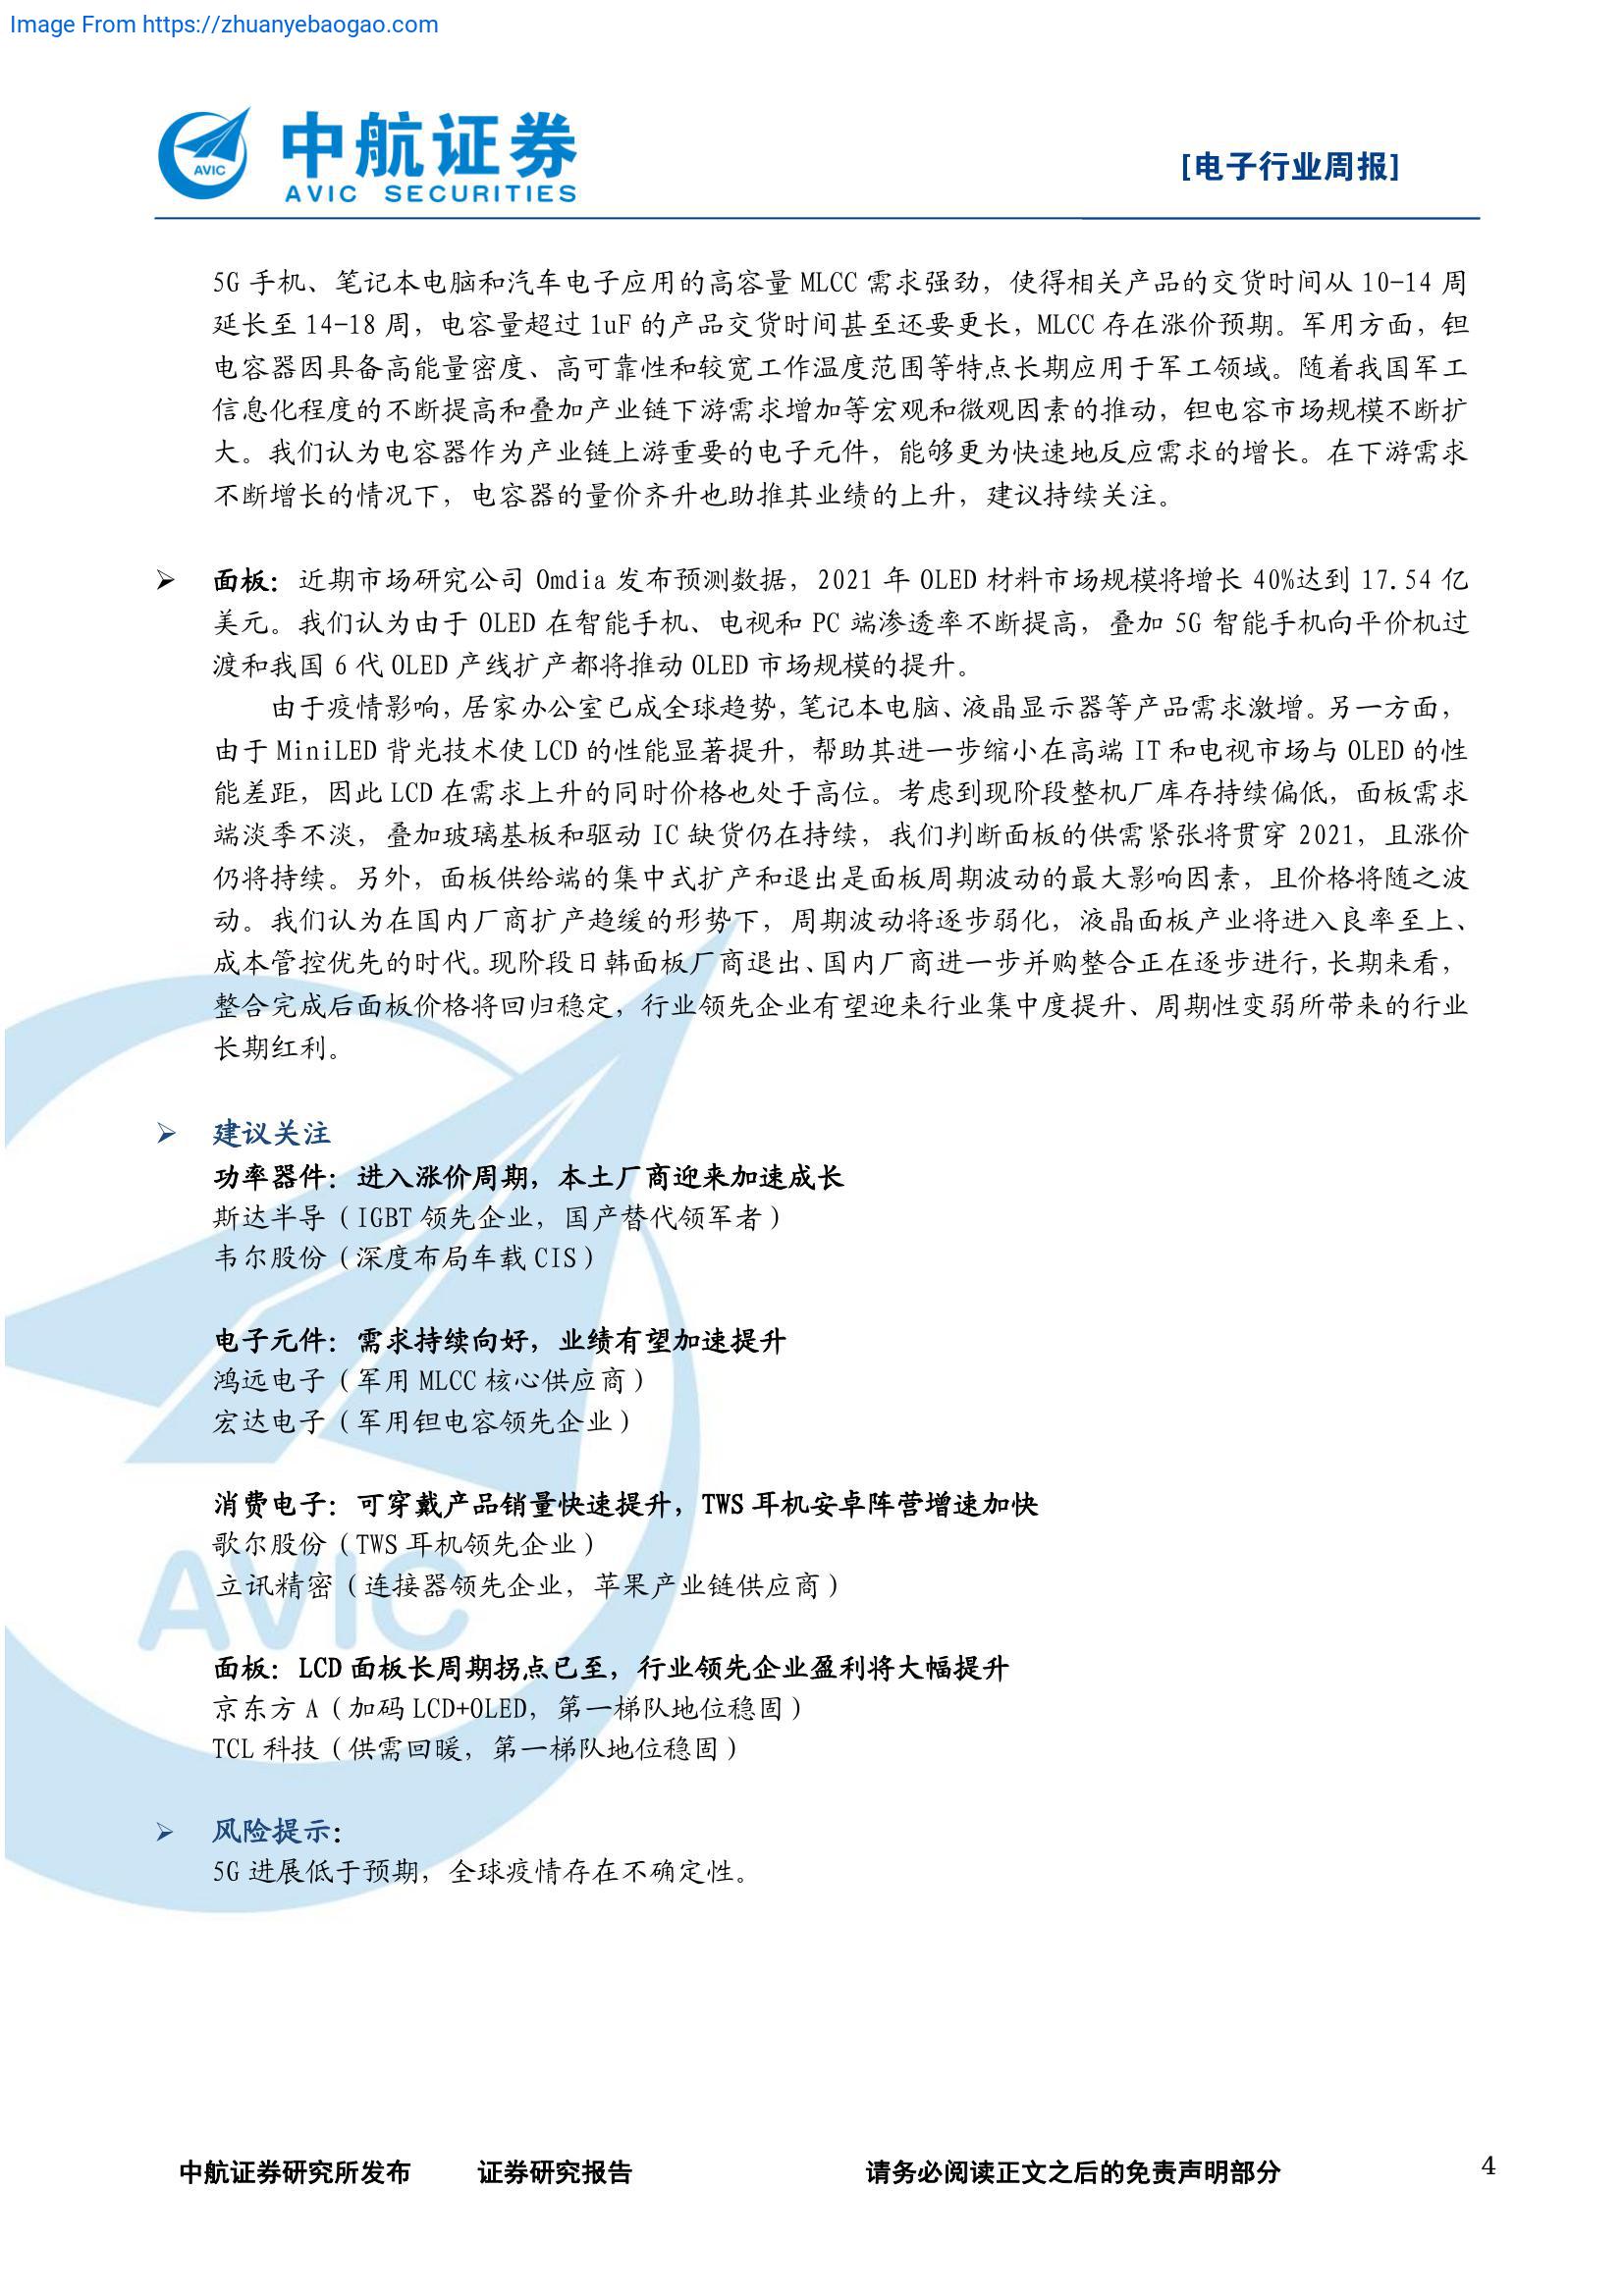 Image From https://zhuanyebaogao.com
中航证券
AVIC SECURITIES
AVIC
[电子行业周报]
5G 手机、笔记本电脑和汽车电子应用的高容量 MLCC 需求强劲，使得相关产品的交货时间从 10-14 周
延长至 14-18 周，电容量超过 1uF 的产品交货时间甚至还要更长，MLCC 存在涨价预期。军用方面，钽
电容器因具备高能量密度、高可靠性和较宽工作温度范围等特点长期应用于军工领域。随着我国军工
信息化程度的不断提高和叠加产业链下游需求增加等宏观和微观因素的推动，钽电容市场规模不断扩
大。我们认为电容器作为产业链上游重要的电子元件，能够更为快速地反应需求的增长。在下游需求
不断增长的情况下，电容器的量价齐升也助推其业绩的上升，建议持续关注。
➢ 面板：近期市场研究公司 Omdia 发布预测数据，2021 年 OLED 材料市场规模将增长 40%达到 17.54 亿
美元。我们认为由于 OLED 在智能手机、电视和 PC 端渗透率不断提高，叠加 5G 智能手机向平价机过
渡和我国 6 代 OLED 产线扩产都将推动 OLED 市场规模的提升。
由于疫情影响，居家办公室已成全球趋势，笔记本电脑、液晶显示器等产品需求激增。另一方面，
由于 MiniLED 背光技术使 LCD 的性能显著提升，帮助其进一步缩小在高端 IT 和电视市场与 OLED 的性
能差距，因此 LCD 在需求上升的同时价格也处于高位。考虑到现阶段整机厂库存持续偏低，面板需求
端淡季不淡，叠加玻璃基板和驱动 IC 缺货仍在持续，我们判断面板的供需紧张将贯穿 2021，且涨价
仍将持续。另外，面板供给端的集中式扩产和退出是面板周期波动的最大影响因素，且价格将随之波
动。我们认为在国内厂商扩产趋缓的形势下，周期波动将逐步弱化，液晶面板产业将进入良率至上、
成本管控优先的时代。现阶段日韩面板厂商退出、国内厂商进一步并购整合正在逐步进行，长期来看，
整合完成后面板价格将回归稳定，行业领先企业有望迎来行业集中度提升、周期性变弱所带来的行业
长期红利。
➢ 建议关注
功率器件：进入涨价周期，本土厂商迎来加速成长
斯达半导（IGBT 领先企业，国产替代领军者）
韦尔股份（深度布局车载 CIS）
电子元件：需求持续向好，业绩有望加速提升
鸿远电子（军用 MLCC 核心供应商）
宏达电子（军用钽电容领先企业）
消费电子：可穿戴产品销量快速提升，TWS 耳机安卓阵营增速加快
歌尔股份（TWS 耳机领先企业）
立讯精密（连接器领先企业，苹果产业链供应商）
AVIC
面板：LCD 面板长周期拐点已至，行业领先企业盈利将大幅提升
京东方 A（加码 LCD+OLED，第一梯队地位稳固）
TCL 科技（供需回暖，第一梯队地位稳固）
➢ 风险提示：
5G 进展低于预期，全球疫情存在不确定性。
中航证券研究所发布 证券研究报告 请务必阅读正文之后的免责声明部分 4